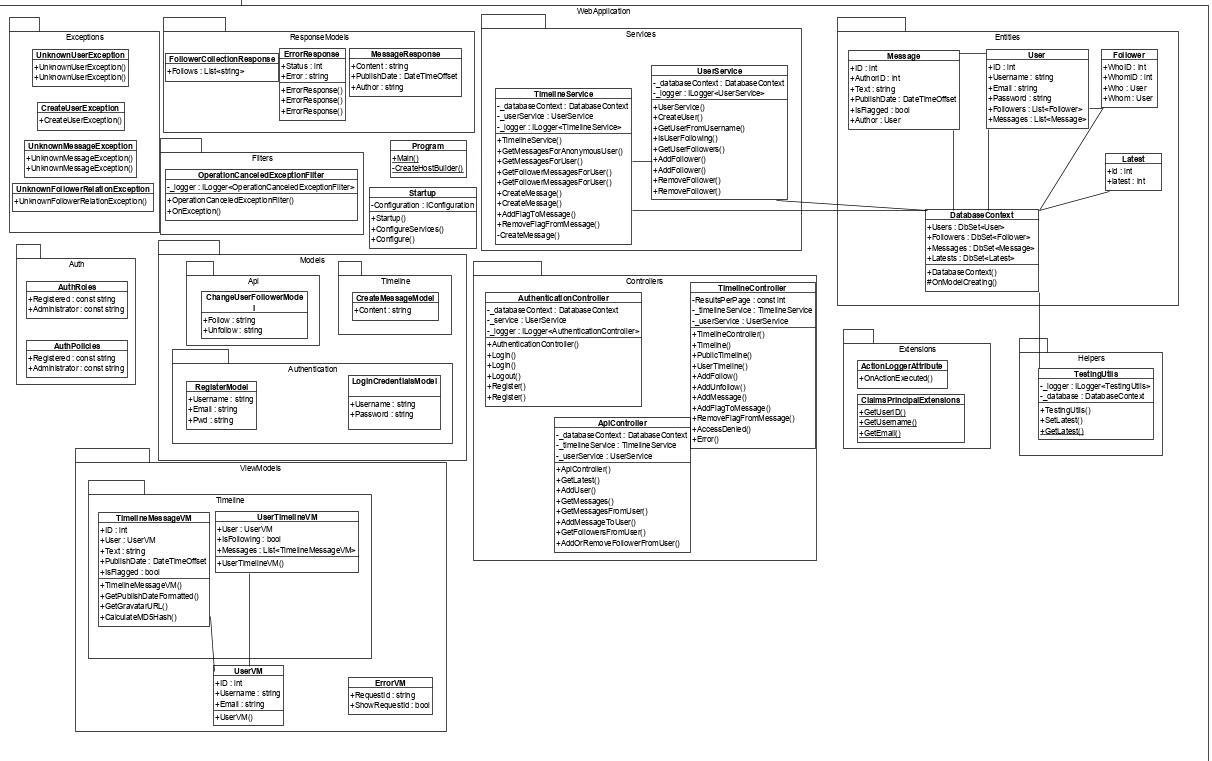 WebApplication
Exceptions
UnknownUserException
+UnknownUserException()
+UnknownUserException()
CreateUserException
+CreateUserException()
UnknownMessageException
+UnknownMessageException()
+UnknownMessageException()
UnknownFollowerRelationException
+UnknownFollowerRelationException()
ResponseModels
FollowerCollectionResponse
+Follows : List<string>
ErrorResponse
+Status : int
+Error : string
+ErrorResponse()
+ErrorResponse()
+ErrorResponse()
MessageResponse
+Content : string
+PublishDate : DateTimeOffset
+Author : string
Filters
OperationCanceledExceptionFilter
-_logger : ILogger<OperationCanceledExceptionFilter>
+OperationCanceledExceptionFilter()
+OnException()
Program
+Main()
-CreateHostBuilder()
Startup
-Configuration : IConfiguration
+Startup()
+ConfigureServices()
+Configure()
Services
TimelineService
-_databaseContext : DatabaseContext
-_userService : UserService
-_logger : ILogger<TimelineService>
+TimelineService()
+GetMessagesForAnonymousUser()
+GetMessagesForUser()
+GetFollowerMessagesForUser()
+GetFollowerMessagesForUser()
+CreateMessage()
+CreateMessage()
+AddFlagToMessage()
+RemoveFlagFromMessage()
-CreateMessage()
UserService
-_databaseContext : DatabaseContext
-_logger : ILogger<UserService>
+UserService()
+CreateUser()
+GetUserFromUsername()
+IsUserFollowing()
+GetUserFollowers()
+AddFollower()
+AddFollower()
+RemoveFollower()
+RemoveFollower()
Entities
Message
+ID : int
+AuthorID : int
+Text : string
+PublishDate : DateTimeOffset
+IsFlagged : bool
+Author : User
User
+ID : int
+Username : string
+Email : string
+Password : string
+Followers : List<Follower>
+Messages : List<Message>
Follower
+WhoID : int
+WhomID : int
+Who : User
+Whom : User
Latest
+id : int
+latest : int
DatabaseContext
+Users : DbSet<User>
+Followers : DbSet<Follower>
+Messages : DbSet<Message>
+Latests : DbSet<Latest>
+DatabaseContext()
#OnModelCreating()
Auth
AuthRoles
+Registered : const string
+Administrator : const string
AuthPolicies
+Registered : const string
+Administrator : const string
Models
Api
ChangeUserFollowerMode
l
+Follow : string
+Unfollow : string
Timeline
CreateMessageModel
+Content : string
Authentication
RegisterModel
+Username : string
+Email : string
+Pwd : string
LoginCredentialsModel
+Username : string
+Password : string
Controllers
AuthenticationController
-_databaseContext : DatabaseContext
-_service : UserService
-_logger : ILogger<AuthenticationController>
+AuthenticationController()
+Login()
+Login()
+Logout()
+Register()
+Register()
TimelineController
-ResultsPerPage : const int
-_timelineService : TimelineService
-_userService : UserService
+TimelineController()
+Timeline()
+PublicTimeline()
+UserTimeline()
+AddFollow()
+AddUnfollow()
+AddMessage()
+AddFlagToMessage()
+RemoveFlagFromMessage()
+AccessDenied()
+Error()
ApiController
-_databaseContext : DatabaseContext
-_timelineService : TimelineService
-_userService : UserService
+ApiController()
+GetLatest()
+AddUser()
+GetMessages()
+GetMessagesFromUser()
+AddMessageToUser()
+GetFollowersFromUser()
+AddOrRemoveFollowerFromUser()
Extensions
ActionLoggerAttribute
+OnActionExecuted()
ClaimsPrincipalExtensions
+GetUserID()
+GetUsername()
+GetEmail()
Helpers
TestingUtils
-_logger : ILogger<TestingUtils>
-_database : DatabaseContext
+TestingUtils()
+SetLatest()
+GetLatest()
ViewModels
Timeline
TimelineMessageVM
+ID : int
+User : UserVM
+Text : string
+PublishDate : DateTimeOffset
+IsFlagged : bool
+TimelineMessageVM()
+GetPublishDateFormatted()
+GetGravatarURL()
+CalculateMD5Hash()
UserTimelineVM
+User : UserVM
+IsFollowing : bool
+Messages : List<TimelineMessageVM>
+UserTimelineVM()
UserVM
+ID : int
+Username : string
+Email : string
+UserVM()
ErrorVM
+RequestId : string
+ShowRequestId : bool